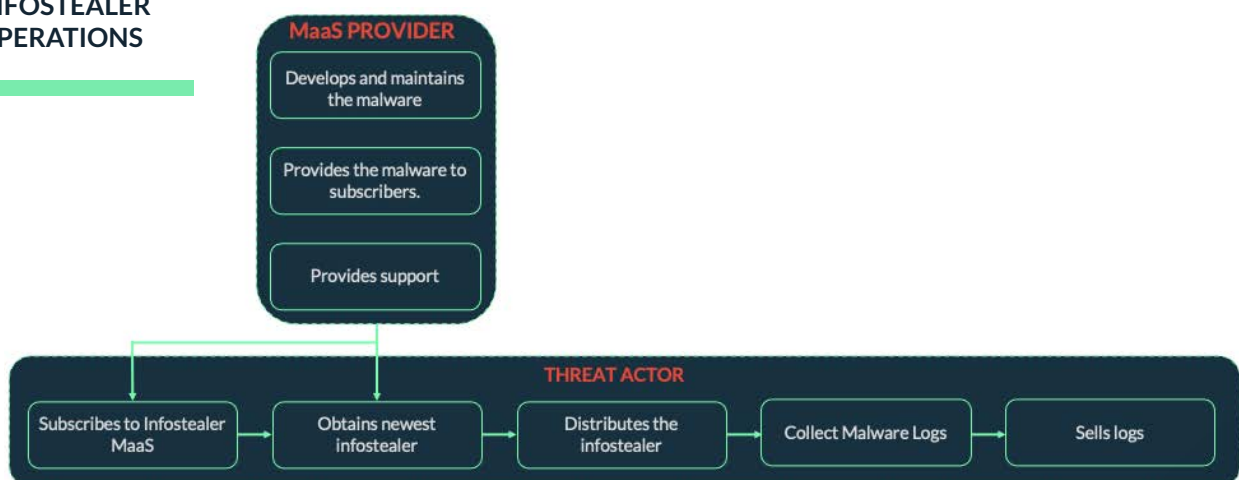 NFOSTEALER
PERATIONS
MaaS PROVIDER
Develops and maintains
the malware
Provides the malware to
subscribers.
Provides support
THREAT ACTOR
Subscribes to Infostealer
MaaS
Obtains newest
infostealer
Distributes the
infostealer
Collect Malware Logs
Sells logs